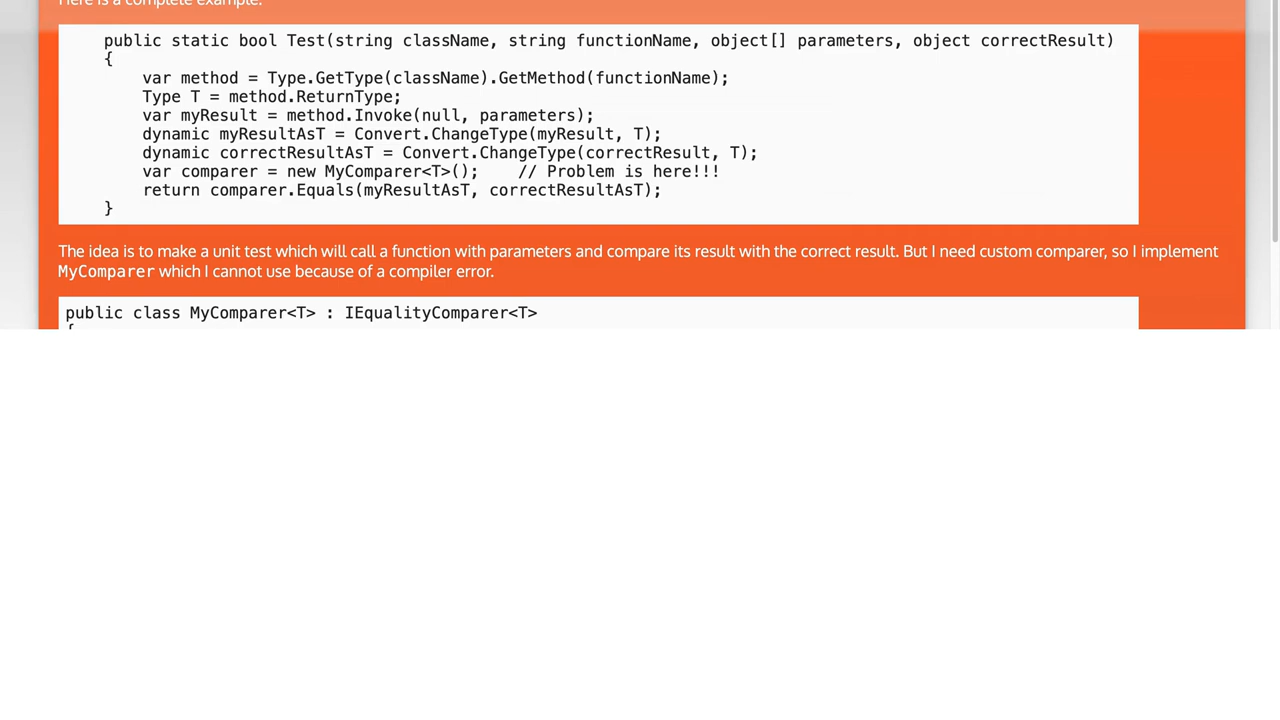 Here is a complete example:
public static bool Test(string className, string functionName, object[] parameters, object correctResult)
{
var method = Type.GetType(className).GetMethod(functionName);
Type T = method.ReturnType;
var myResult = method.Invoke(null, parameters);
dynamic myResultAsT = Convert.ChangeType(myResult, T);
dynamic correctResultAsT = Convert.ChangeType(correctResult, T);
var comparer = new MyComparer<T>();    // Problem is here!!!
return comparer.Equals(myResultAsT, correctResultAsT);
}
The idea is to make a unit test which will call a function with parameters and compare its result with the correct result. But I need custom comparer, so I implement
MyComparer which I cannot use because of a compiler error.
public class MyComparer<T> : IEqualityComparer<T>
{